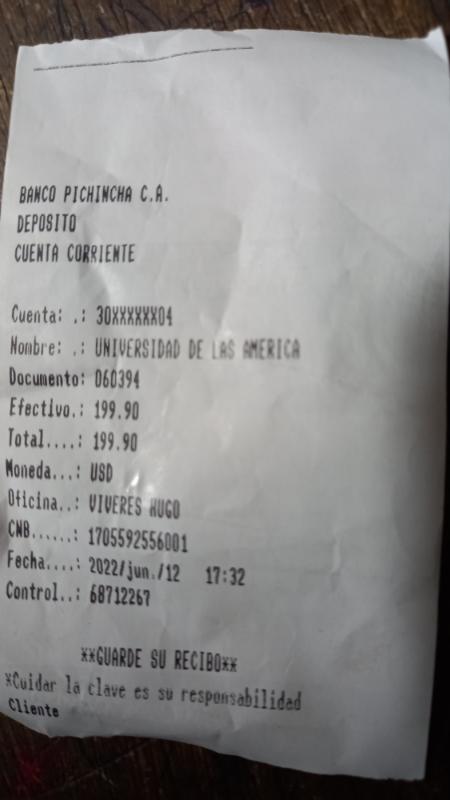 BANCO PICHINCHA C.A.
DEPOSITO
CUENTA CORRIENTE
Cuenta: .: 30XXXXXX04
Nombre: .: UNIVERSIDAD DE LAS AMERICA
Documento: 060394
Efectivo.: 199.90
Total....: 199.90
Moneda...: USD
Oficina..: VIVERES HUGO
CNB......: 1705592556001
Fecha....: 2022/jun./12 17:32
Control..: 68712267
**GUARDE SU RECIBO**
*Cuidar la clave es su responsabilidad
Cliente